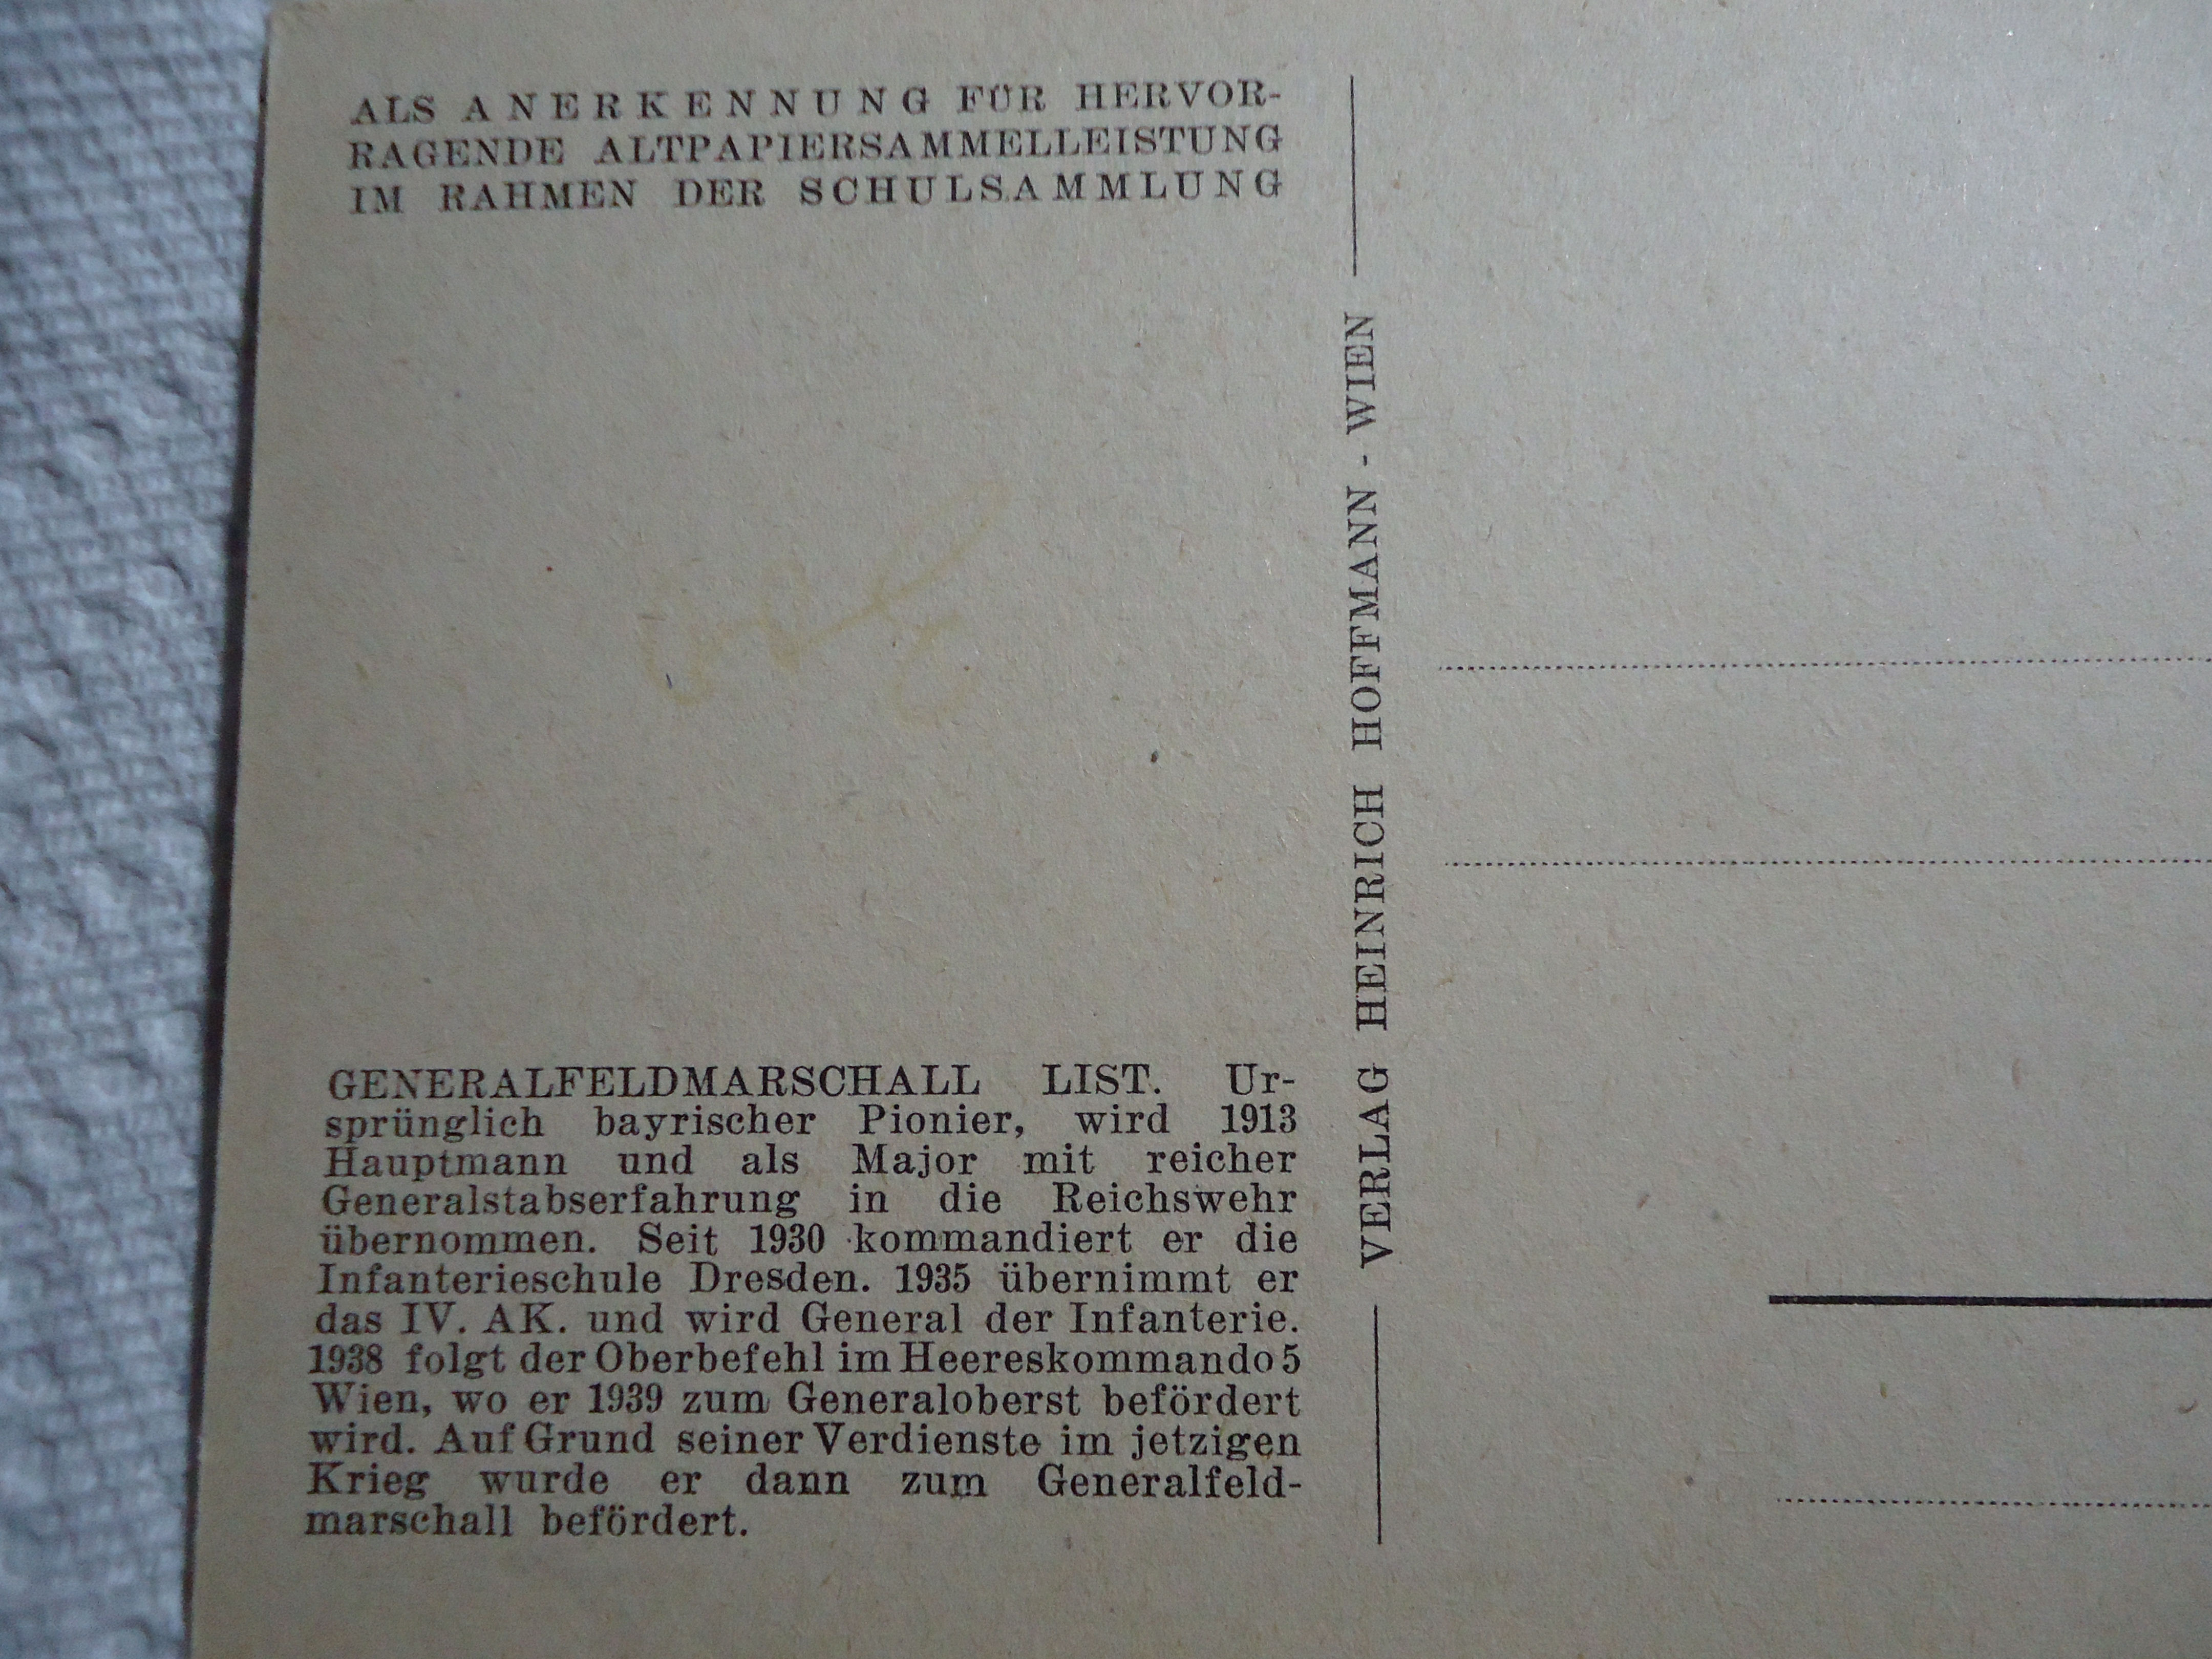 ALS ANERKENNUNG FÜR HERVOR-
RAGENDE ALTPAPIERSAMMELLEISTUNG
IM RAHMEN DER SCHULSAMMLUNG
GENERALFELDMARSCHALL LIST. Ur-
sprünglich bayrischer Pionier, wird 1913
Hauptmann und als Major mit reicher
Generalstabserfahrung in die Reichswehr
übernommen. Seit 1930 kommandiert er die
Infanterieschule Dresden. 1935 übernimmt er
das IV. AK. und wird General der Infanterie.
1938 folgt der Oberbefehl im Heereskommando 5
Wien, wo er 1939 zum Generaloberst befördert
wird. Auf Grund seiner Verdienste im jetzigen
Krieg wurde er dann zum Generalfeld-
marschall befördert.
VERLAG HEINRICH HOFFMANN - WIEN